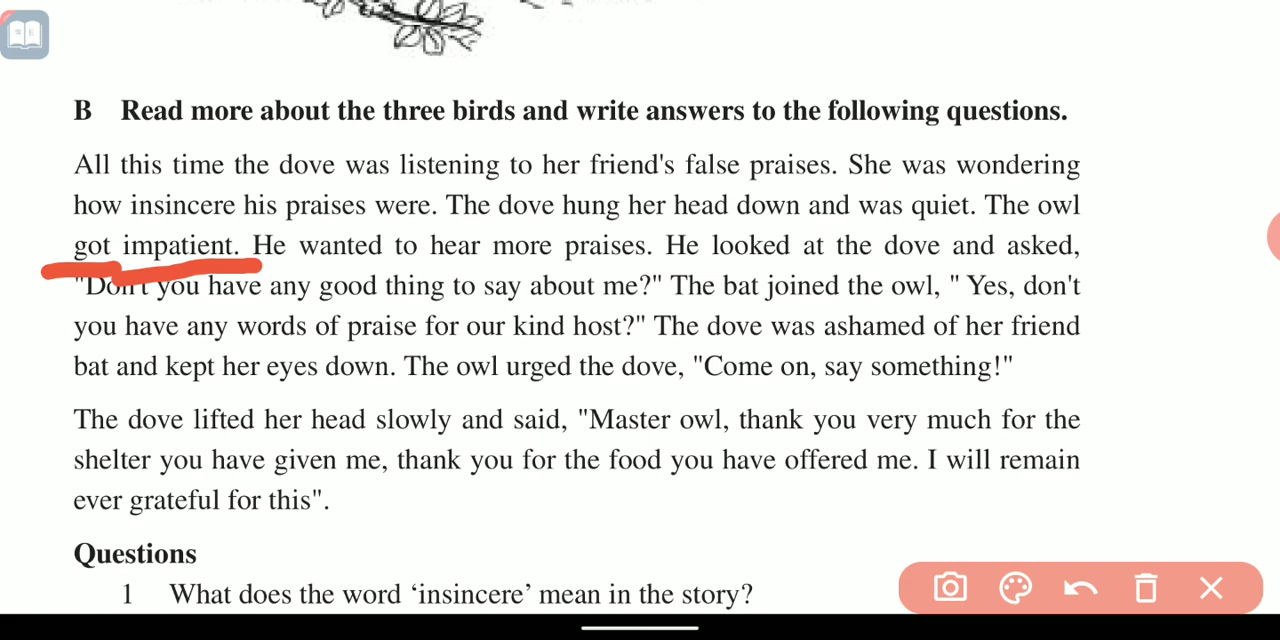 B Read more about the three birds and write answers to the following questions.
All this time the dove was listening to her friend's false praises. She was wondering
how insincere his praises were. The dove hung her head down and was quiet. The owl
got impatient. He wanted to hear more praises. He looked at the dove and asked,
"Don't you have any good thing to say about me?" The bat joined the owl, " Yes, don't
you have any words of praise for our kind host?" The dove was ashamed of her friend
bat and kept her eyes down. The owl urged the dove, "Come on, say something!"
The dove lifted her head slowly and said, "Master owl, thank you very much for the
shelter you have given me, thank you for the food you have offered me. I will remain
ever grateful for this".
Questions
1 What does the word ‘insincere’ mean in the story?